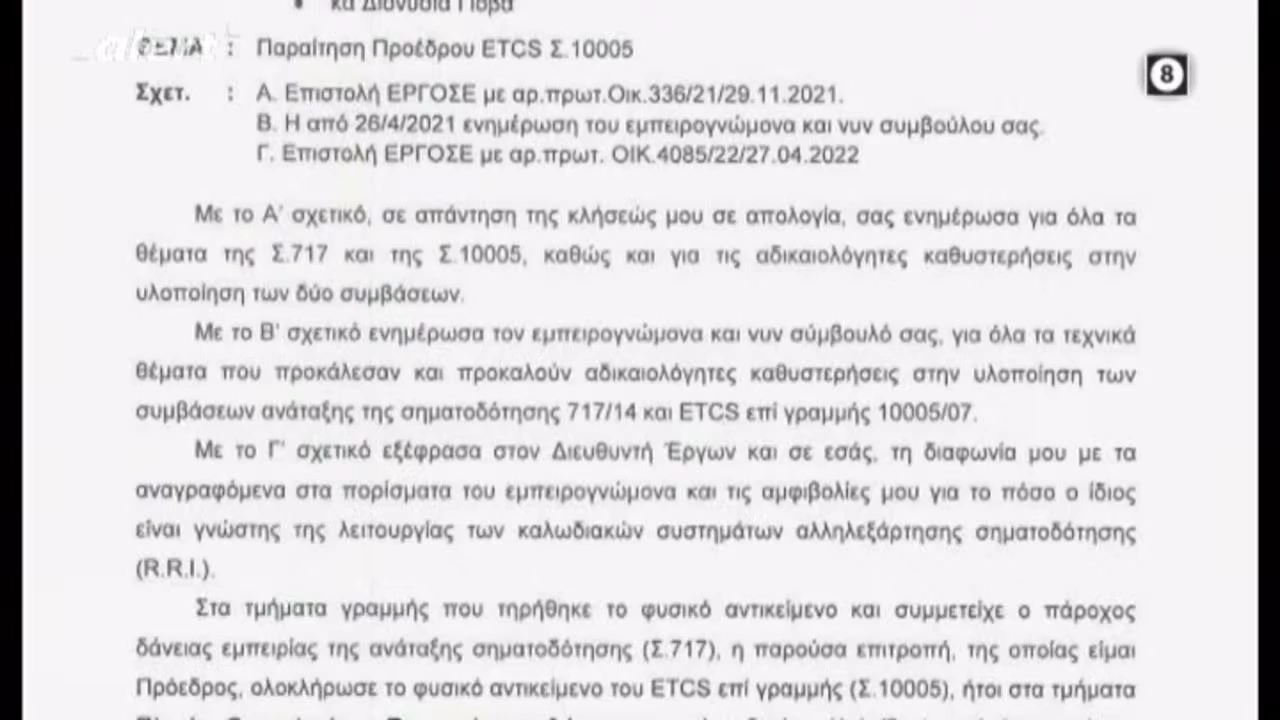 κα Διονυσία
ΘΕΜΑ : Παραίτηση Προέδρου ETCS Σ.10005
8
Σχετ. : Α. Επιστολή ΕΡΓΟΣΕ με αρ.πρωτ.Οικ.336/21/29.11.2021.
Β. Η από 26/4/2021 ενημέρωση του εμπειρογνώμονα και νυν συμβούλου σας.
Γ. Επιστολή ΕΡΓΟΣΕ με αρ.πρωτ. ΟΙΚ.4085/22/27.04.2022
Με το Α' σχετικό, σε απάντηση της κλήσεώς μου σε απολογία, σας ενημέρωσα για όλα τα
θέματα της Σ.717 και της Σ.10005, καθώς και για τις αδικαιολόγητες καθυστερήσεις στην
υλοποίηση των δύο συμβάσεων.
Με το Β' σχετικό ενημέρωσα τον εμπειρογνώμονα και νυν σύμβουλό σας, για όλα τα τεχνικά
θέματα που προκάλεσαν και προκαλούν αδικαιολόγητες καθυστερήσεις στην υλοποίηση των
συμβάσεων ανάταξης της σηματοδότησης 717/14 και ETCS επί γραμμής 10005/07.
Με το Γ' σχετικό εξέφρασα στον Διευθυντή Έργων και σε εσάς, τη διαφωνία μου με τα
αναγραφόμενα στα πορίσματα του εμπειρογνώμονα και τις αμφιβολίες μου για το πόσο ο ίδιος
είναι γνώστης της λειτουργίας των καλωδιακών συστημάτων αλληλεξάρτησης σηματοδότησης
(R.R.I.).
Στα τμήματα γραμμής που τηρήθηκε το φυσικό αντικείμενο και συμμετείχε ο πάροχος
δάνειας εμπειρίας της ανάταξης σηματοδότησης (Σ.717), η παρούσα επιτροπή, της οποίας είμαι
Πρόεδρος, ολοκλήρωσε το φυσικό αντικείμενο του ETCS επί γραμμής (Σ.10005), ήτοι στα τμήματα